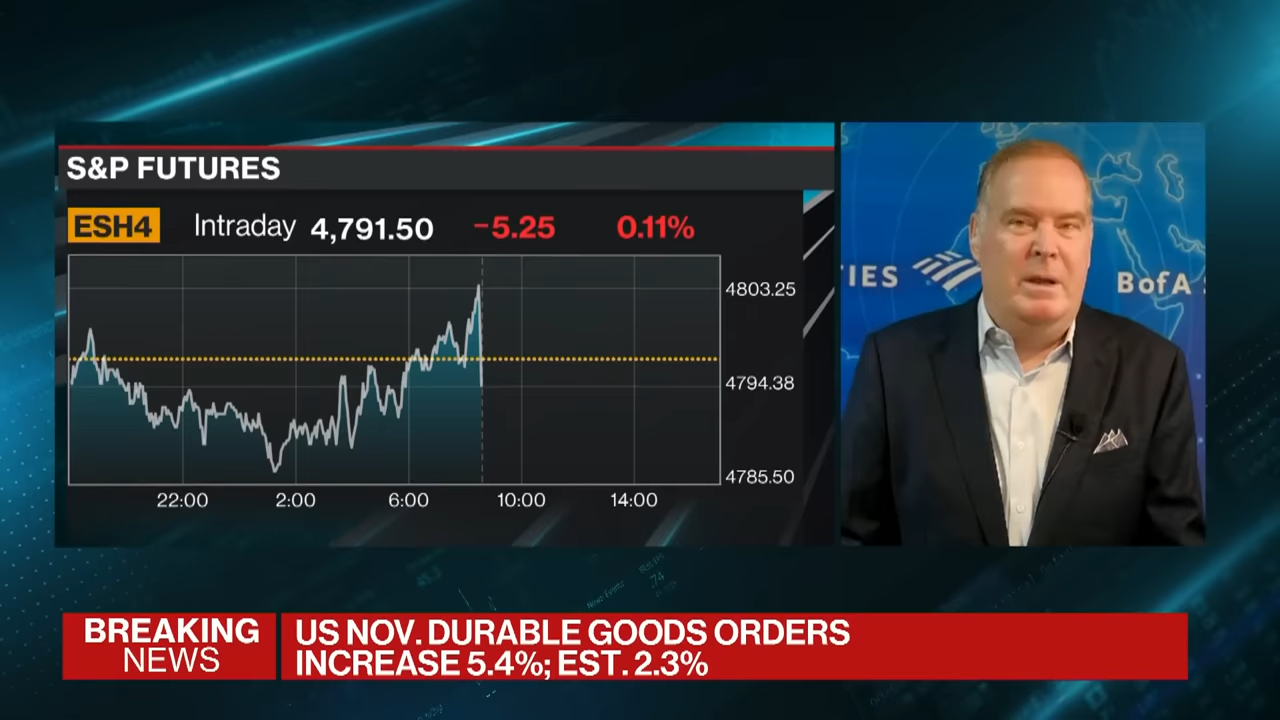 S&P FUTURES
ESH4 Intraday 4,791.50 −5.25 0.11%
4803.25
4794.38
4785.50
22:00 2:00 6:00 10:00 14:00
IES BofA
BREAKING
NEWS
US NOV. DURABLE GOODS ORDERS
INCREASE 5.4%; EST. 2.3%